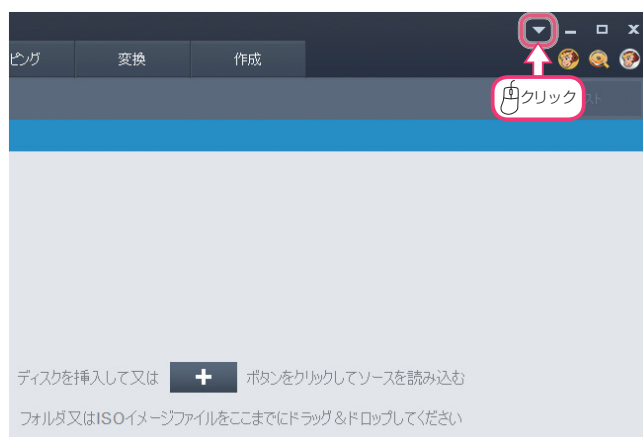 ピング 変換 作成
クリック スト
ディスクを挿入して又は + ボタンをクリックしてソースを読み込む
フォルダ又はISOイメージファイルをここまでにドラッグ&ドロップしてください